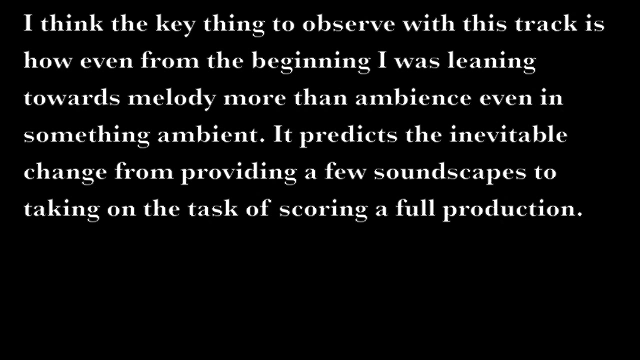 I think the key thing to observe with this track is
how even from the beginning I was leaning
towards melody more than ambience even in
something ambient. It predicts the inevitable
change from providing a few soundscapes to
taking on the task of scoring a full production.